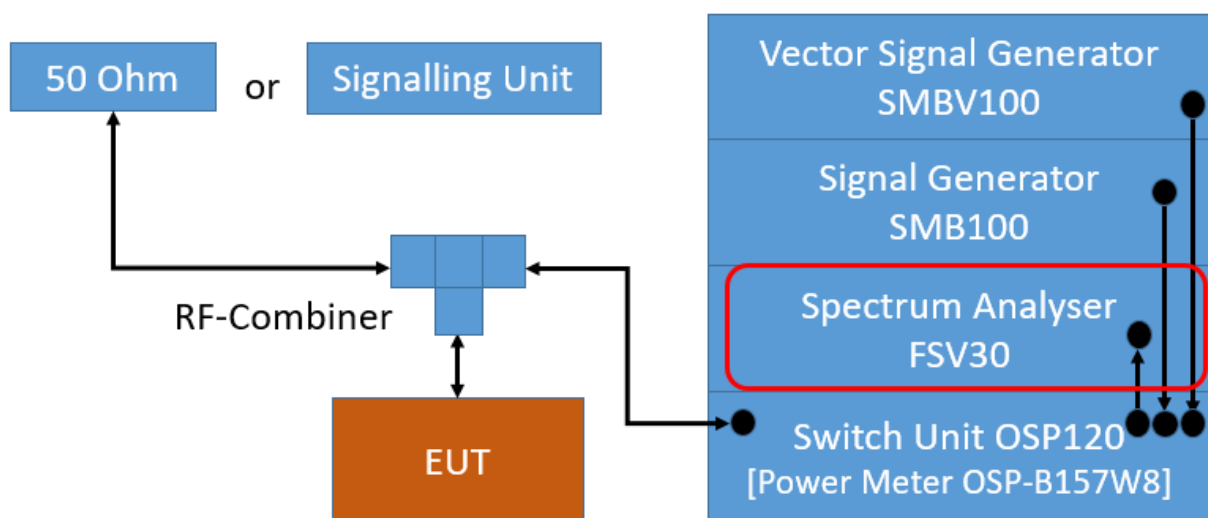 50 Ohm
or
Signalling Unit
RF-Combiner
EUT
Vector Signal Generator
SMBV100
Signal Generator
SMB100
Spectrum Analyser
FSV30
Switch Unit OSP120
[Power Meter OSP-B157W8]